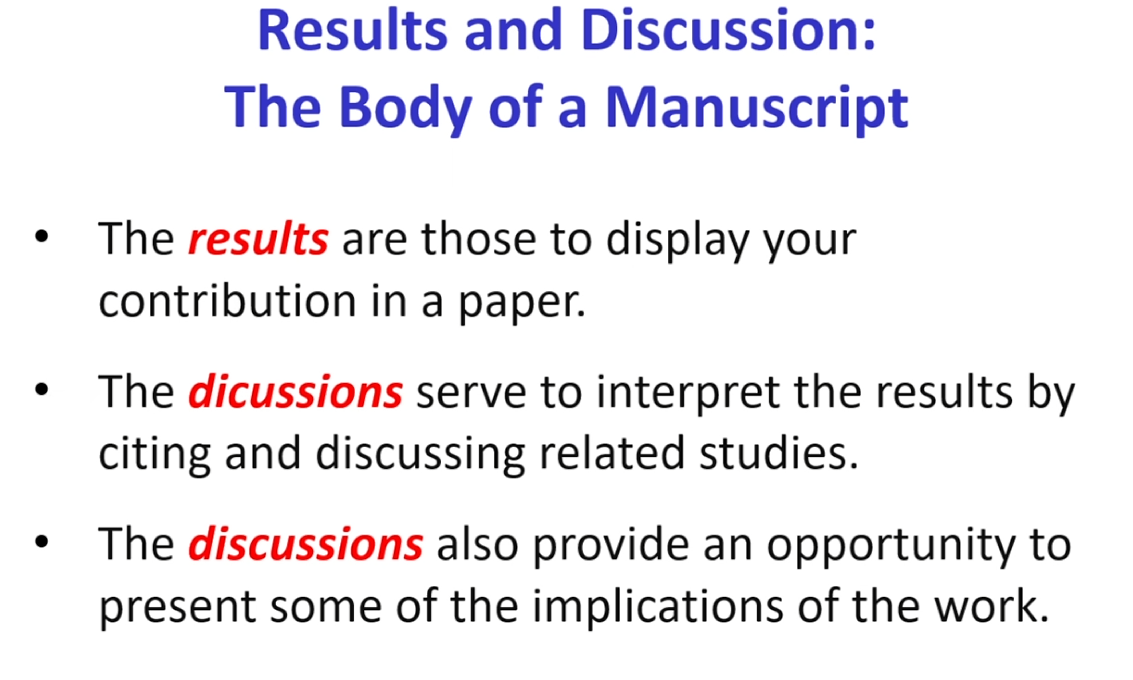 Results and Discussion:
The Body of a Manuscript
• The results are those to display your
contribution in a paper.
• The dicussions serve to interpret the results by
citing and discussing related studies.
• The discussions also provide an opportunity to
present some of the implications of the work.